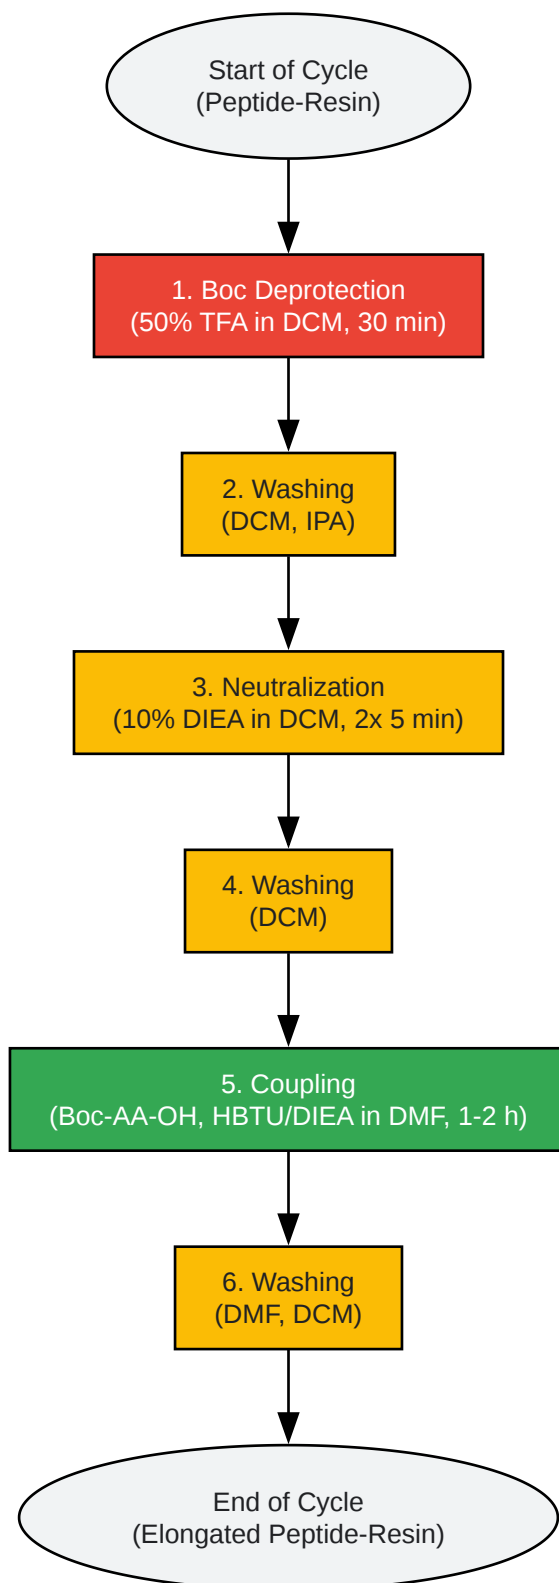 Start of Cycle
(Peptide-Resin)
1. Boc Deprotection
(50% TFA in DCM, 30 min)
2. Washing
(DCM, IPA)
3. Neutralization
(10% DIEA in DCM, 2x 5 min)
4. Washing
(DCM)
5. Coupling
(Boc-AA-OH, HBTU/DIEA in DMF, 1-2 h)
6. Washing
(DMF, DCM)
End of Cycle
(Elongated Peptide-Resin)